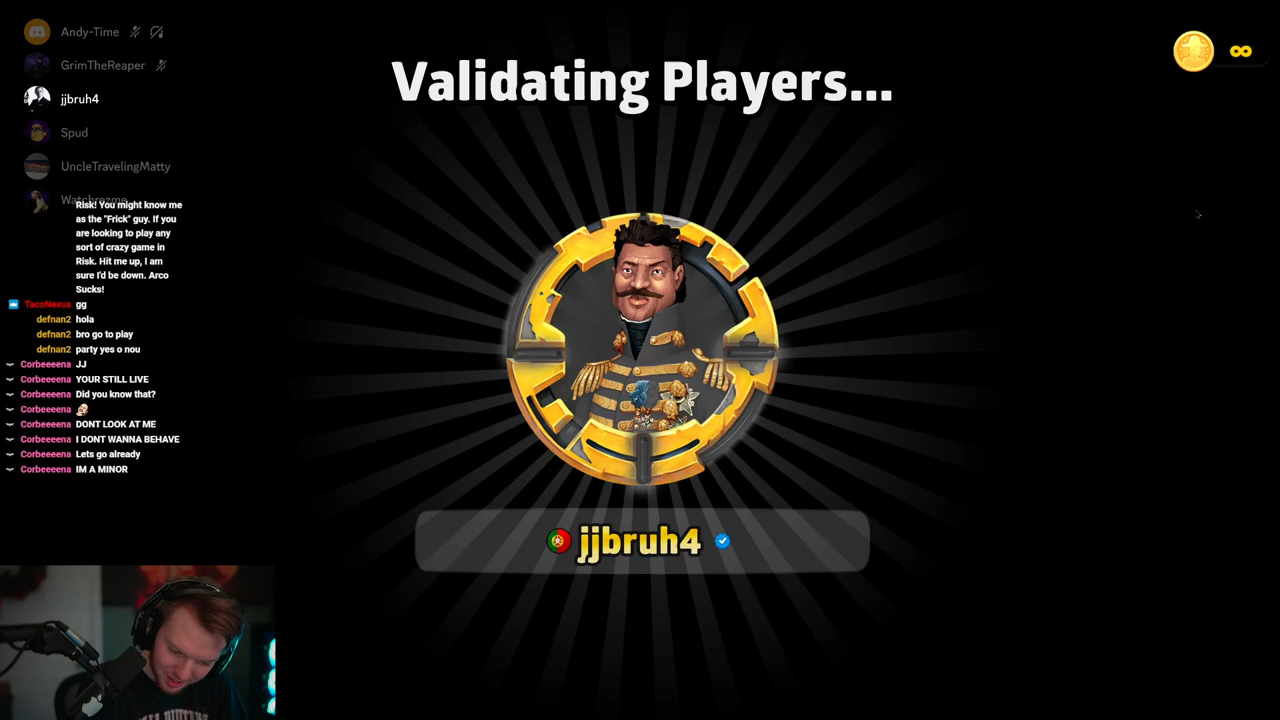 Andy-Time
GrimTheReaper
jjbruh4
Spud
UncleTravelingMatty
Validating Players...
Risk! You might know me
as the "Frick" guy. If you
are looking to play any
sort of crazy game in
Risk. Hit me up, I am
sure I'd be down. Arco
Sucks!
TacoNexus gg
defnan2 hola
defnan2 bro go to play
defnan2 party yes o nou
Corbeeeena JJ
Corbeeeena YOUR STILL LIVE
Corbeeeena Did you know that?
Corbeeeena
Corbeeeena DONT LOOK AT ME
Corbeeeena I DONT WANNA BEHAVE
Corbeeeena Lets go already
Corbeeeena IM A MINOR
jjbruh4